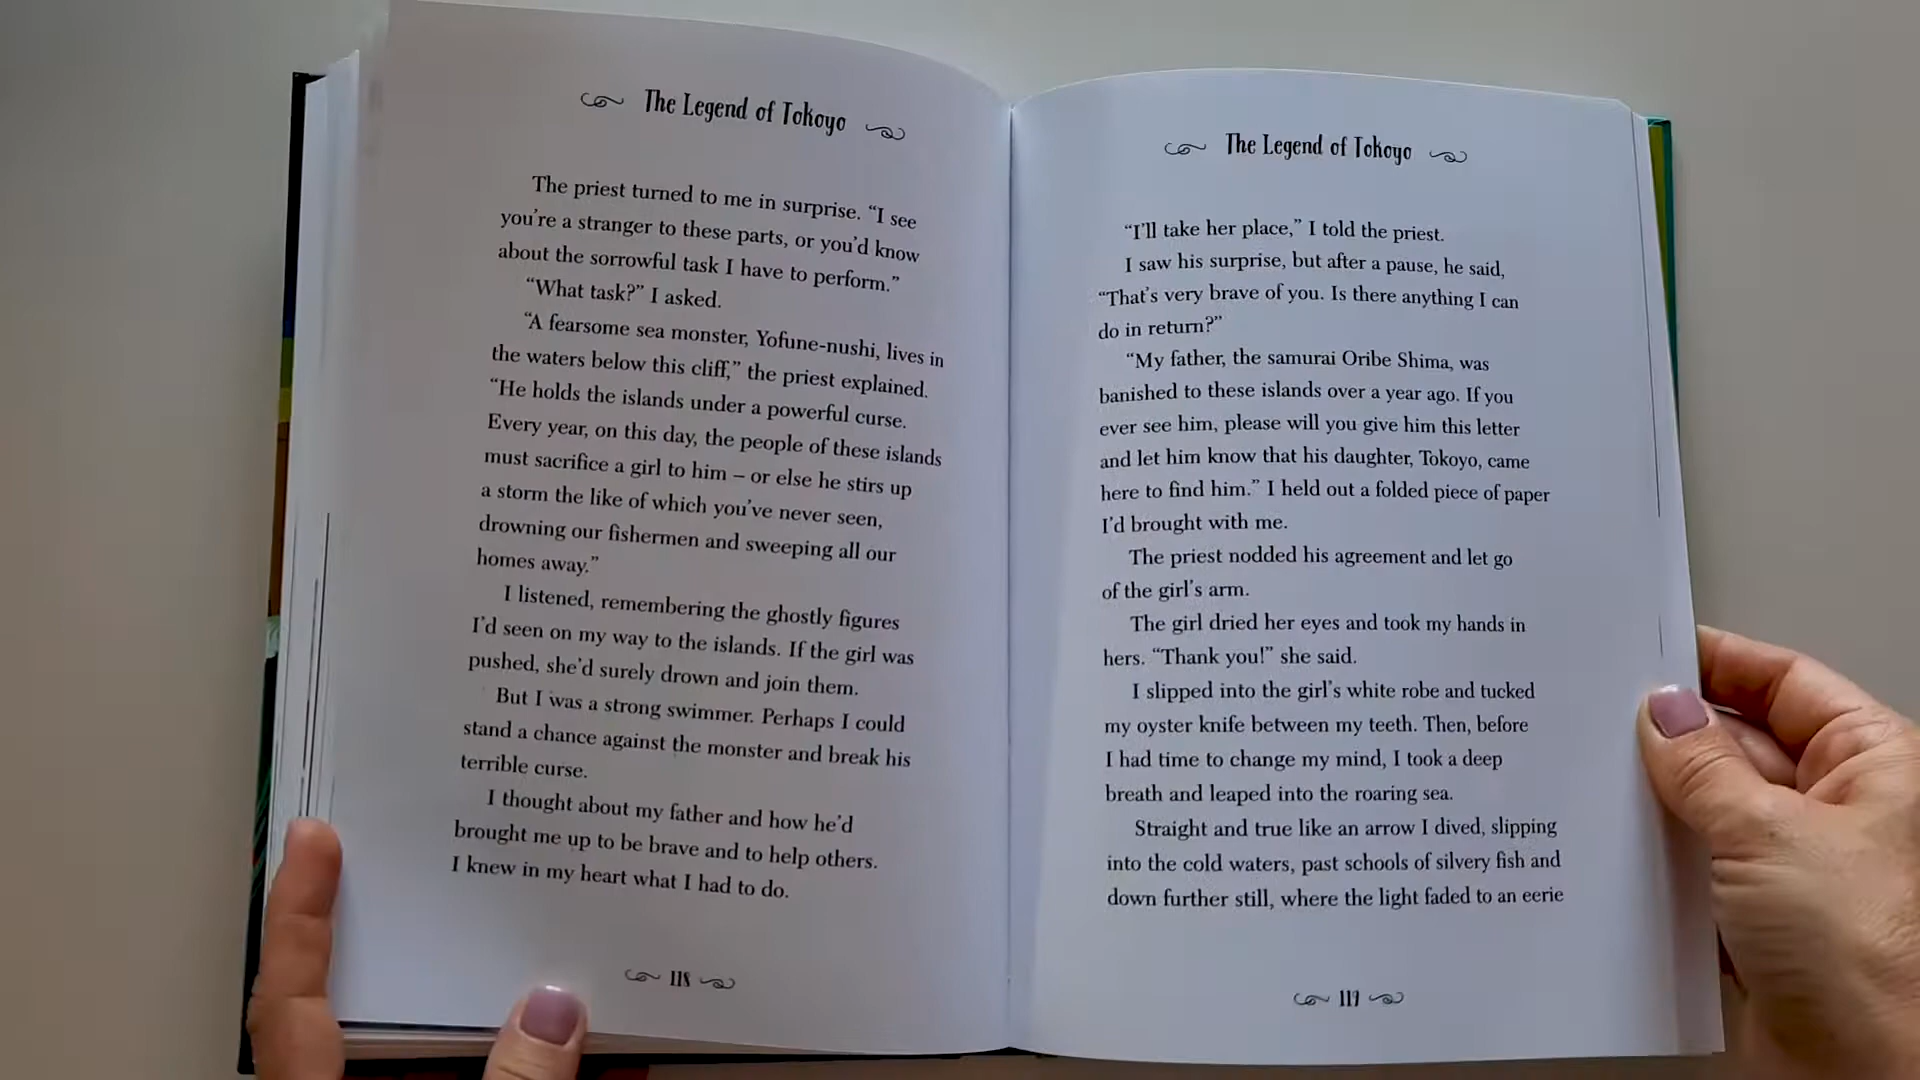 The Legend of Tokoyo
The priest turned to me in surprise. “I see
you’re a stranger to these parts, or you’d know
about the sorrowful task I have to perform.”
“What task?” I asked.
“A fearsome sea monster, Yofune-nushi, lives in
the waters below this cliff,” the priest explained.
“He holds the islands under a powerful curse.
Every year, on this day, the people of these islands
must sacrifice a girl to him – or else he stirs up
a storm the like of which you’ve never seen,
drowning our fishermen and sweeping all our
homes away.”
I listened, remembering the ghostly figures
I’d seen on my way to the islands. If the girl was
pushed, she’d surely drown and join them.
But I was a strong swimmer. Perhaps I could
stand a chance against the monster and break his
terrible curse.
I thought about my father and how he’d
brought me up to be brave and to help others.
I knew in my heart what I had to do.
118
The Legend of Tokoyo
“I’ll take her place,” I told the priest.
I saw his surprise, but after a pause, he said,
“That’s very brave of you. Is there anything I can
do in return?”
“My father, the samurai Oribe Shima, was
banished to these islands over a year ago. If you
ever see him, please will you give him this letter
and let him know that his daughter, Tokoyo, came
here to find him.” I held out a folded piece of paper
I’d brought with me.
The priest nodded his agreement and let go
of the girl’s arm.
The girl dried her eyes and took my hands in
hers. “Thank you!” she said.
I slipped into the girl’s white robe and tucked
my oyster knife between my teeth. Then, before
I had time to change my mind, I took a deep
breath and leaped into the roaring sea.
Straight and true like an arrow I dived, slipping
into the cold waters, past schools of silvery fish and
down further still, where the light faded to an eerie
119